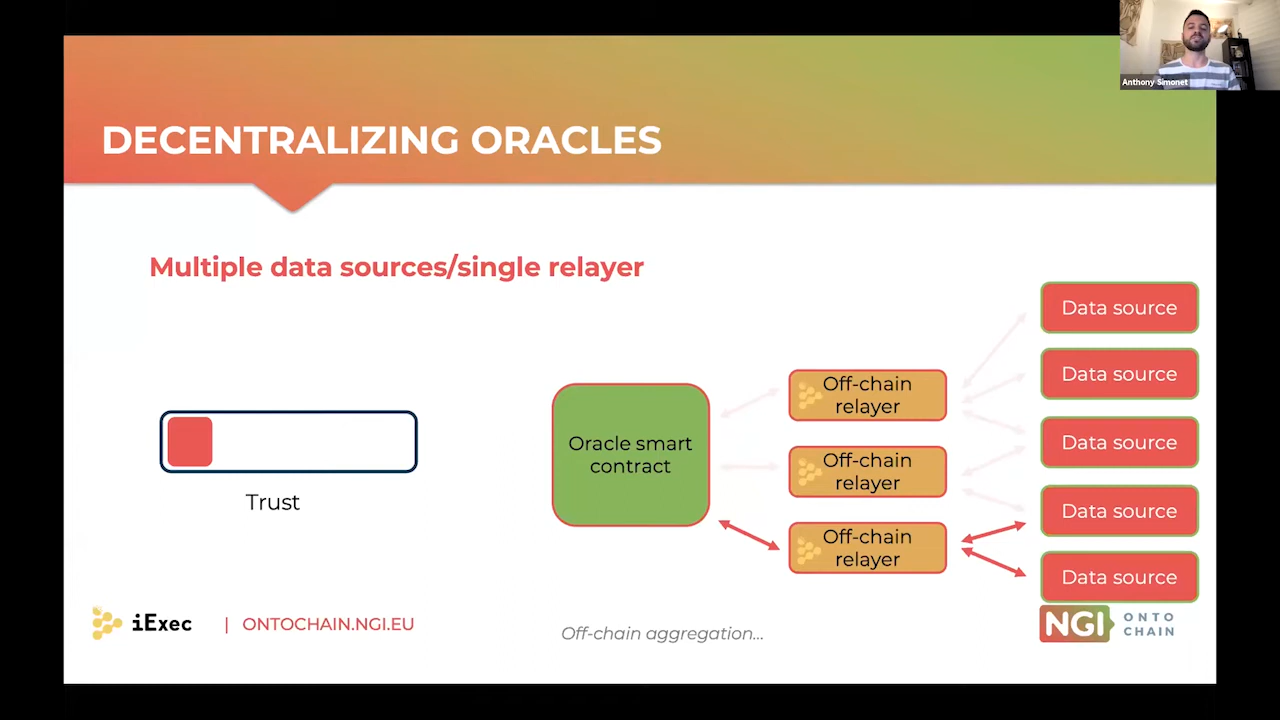 Anthony Simonet
DECENTRALIZING ORACLES
Multiple data sources/single relayer
Trust
Oracle smart
contract
Off-chain
relayer
Off-chain
relayer
Off-chain
relayer
Data source
Data source
Data source
Data source
Data source
iExec
| ONTOCHAIN.NGI.EU
Off-chain aggregation...
NGI
ONTO
CHAIN